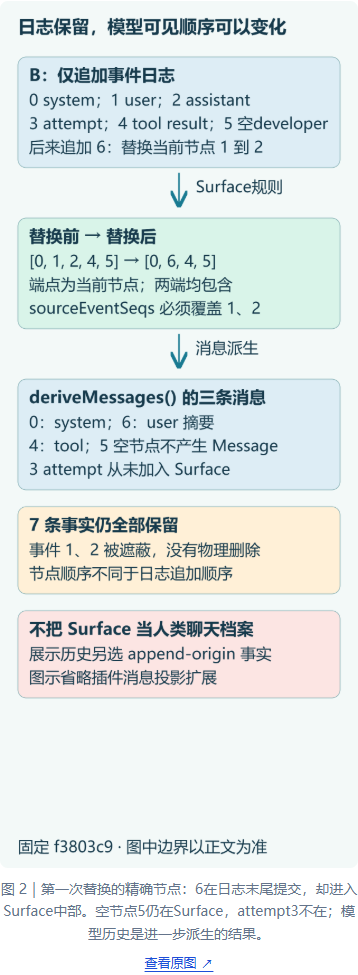 日志保留，模型可见顺序可以变化
B：仅追加事件日志
0 system；1 user；2 assistant
3 attempt；4 tool result；5 空developer
后来追加 6：替换当前节点 1 到 2
Surface规则
替换前 → 替换后
[0, 1, 2, 4, 5] → [0, 6, 4, 5]
端点为当前节点；两端均包含
sourceEventSeqs 必须覆盖 1、2
消息派生
deriveMessages() 的三条消息
0：system；6：user 摘要
4：tool；5 空节点不产生 Message
3 attempt 从未加入 Surface
7 条事实仍全部保留
事件 1、2 被遮蔽，没有物理删除
节点顺序不同于日志追加顺序
不把 Surface 当人类聊天档案
展示历史另选 append-origin 事实
图示省略插件消息投影扩展
固定 f3803c9 · 图中边界以正文为准
图 2｜第一次替换的精确节点：6在日志末尾提交，却进入
Surface中部。空节点5仍在Surface，attempt3不在；模
型历史是进一步派生的结果。
查看原图 ↗